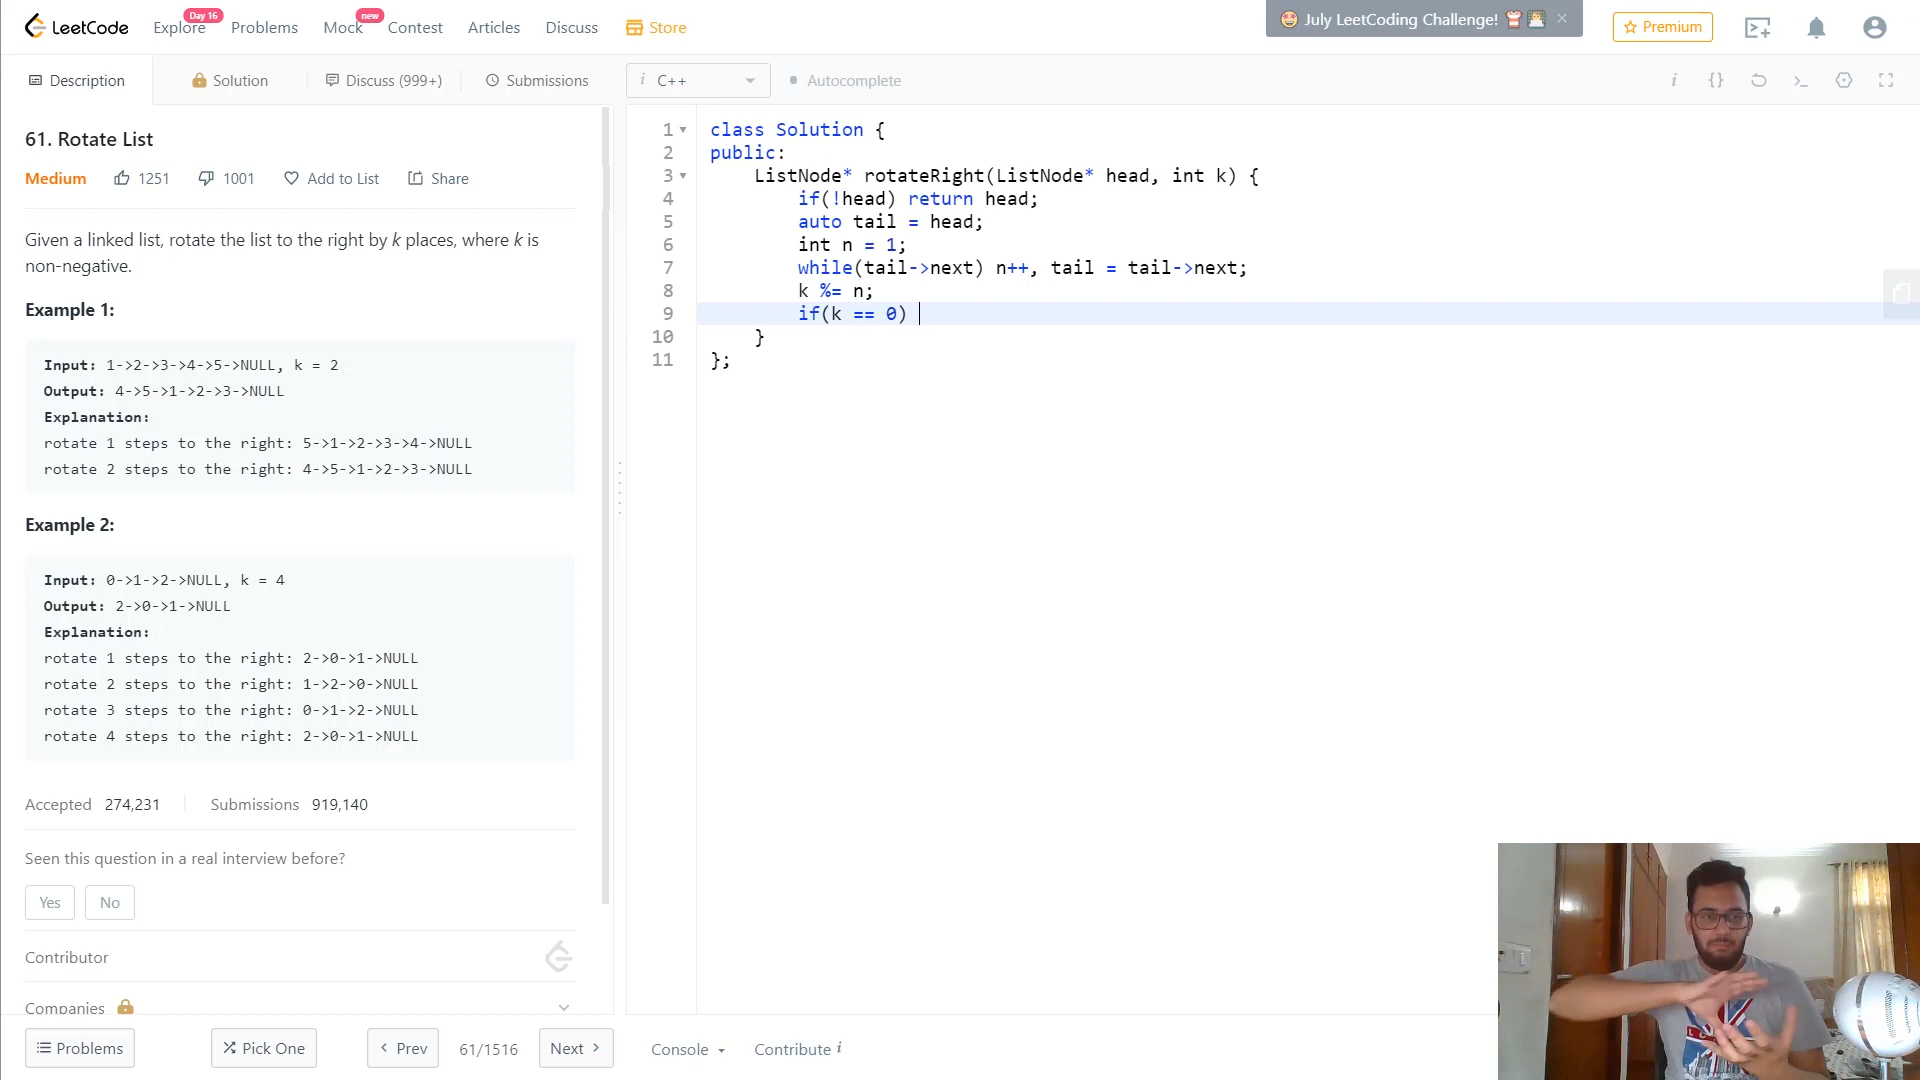 LeetCode
Day 16
Explore
Problems
new
Mock
Contest
Articles
Discuss
Store
July LeetCoding Challenge!
Premium
Description
Solution
Discuss (999+)
Submissions
i C++
Autocomplete
61. Rotate List
Medium 1251 1001 Add to List Share
Given a linked list, rotate the list to the right by k places, where k is
non-negative.
Example 1:
Input: 1->2->3->4->5->NULL, k = 2
Output: 4->5->1->2->3->NULL
Explanation:
rotate 1 steps to the right: 5->1->2->3->4->NULL
rotate 2 steps to the right: 4->5->1->2->3->NULL
Example 2:
Input: 0->1->2->NULL, k = 4
Output: 2->0->1->NULL
Explanation:
rotate 1 steps to the right: 2->0->1->NULL
rotate 2 steps to the right: 1->2->0->NULL
rotate 3 steps to the right: 0->1->2->NULL
rotate 4 steps to the right: 2->0->1->NULL
Accepted 274,231 Submissions 919,140
Seen this question in a real interview before?
Yes No
Contributor
Companies
Problems
Pick One
Prev
61/1516
Next
1 class Solution {
2 public:
3 ListNode* rotateRight(ListNode* head, int k) {
4 if(!head) return head;
5 auto tail = head;
6 int n = 1;
7 while(tail->next) n++, tail = tail->next;
8 k %= n;
9 if(k == 0)
10 }
11 };
Console
Contribute i